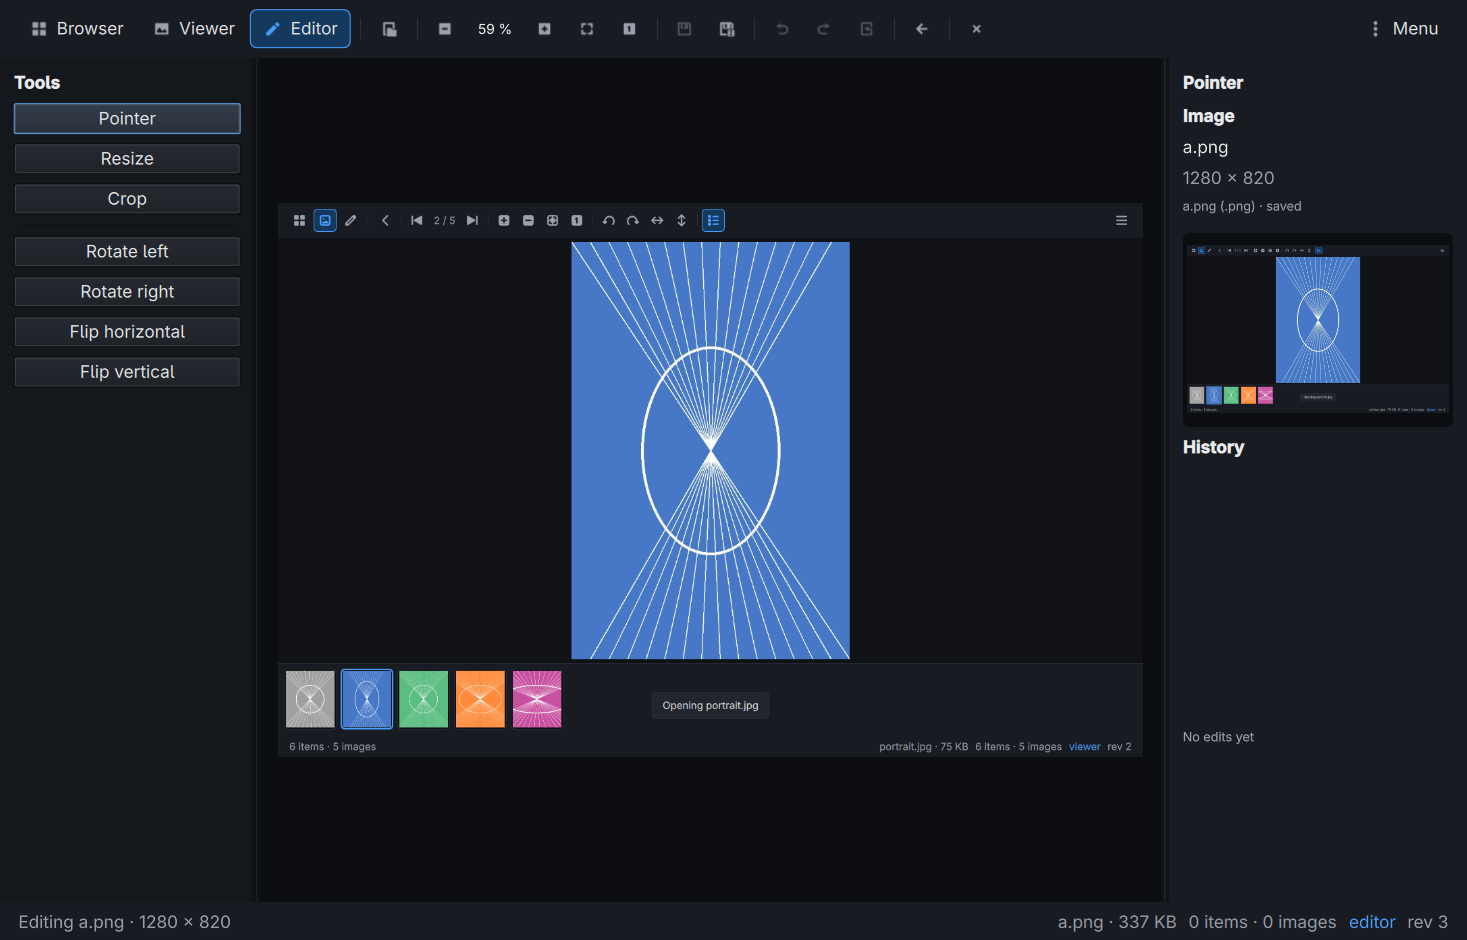 Browser
Viewer
Editor
59 %
1
Menu
Tools
Pointer
Resize
Crop
Rotate left
Rotate right
Flip horizontal
Flip vertical
2 / 5
1
Opening portrait.jpg
6 items · 5 images
portrait.jpg · 75 KB 6 items · 5 images viewer rev 2
Pointer
Image
a.png
1280 × 820
a.png (.png) · saved
History
No edits yet
Editing a.png · 1280 × 820
a.png · 337 KB 0 items · 0 images editor rev 3